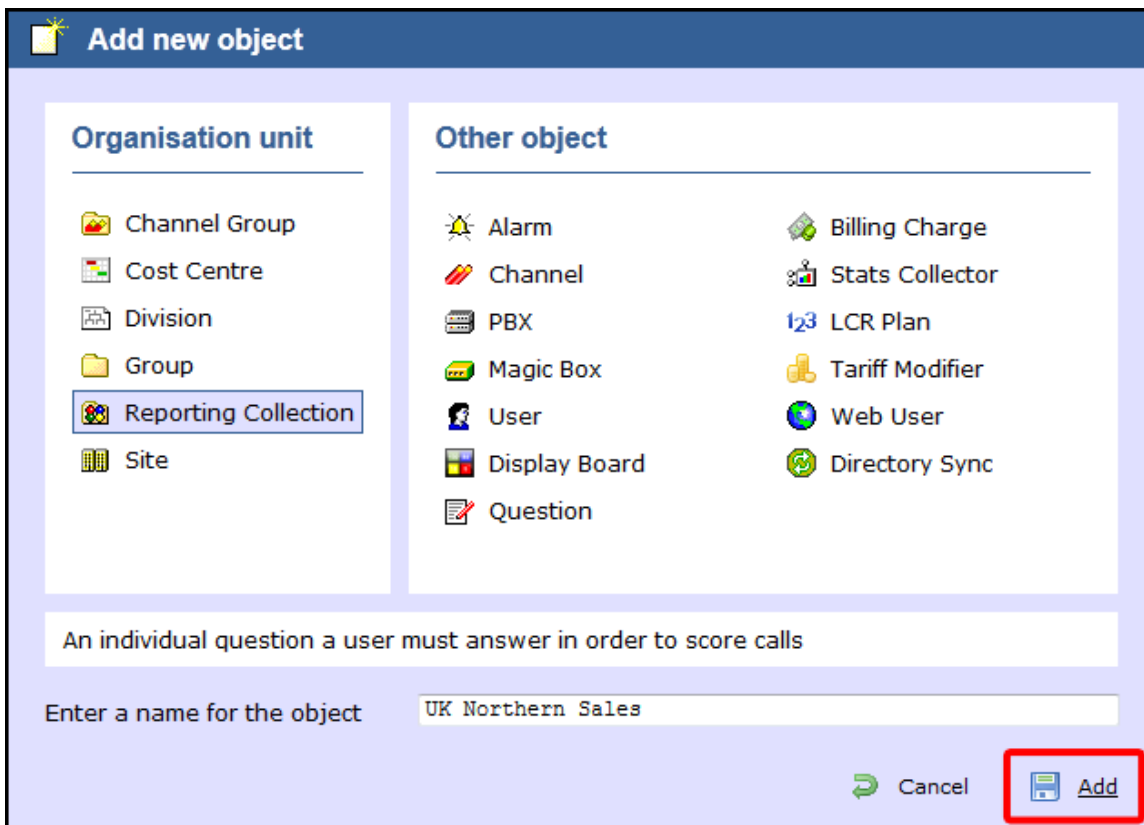 Add new object
Organisation unit
Channel Group
Cost Centre
Division
Group
Reporting Collection
Site
Other object
Alarm
Channel
PBX
Magic Box
User
Display Board
Question
Billing Charge
Stats Collector
123 LCR Plan
Tariff Modifier
Web User
Directory Sync
An individual question a user must answer in order to score calls
Enter a name for the object UK Northern Sales
Cancel Add